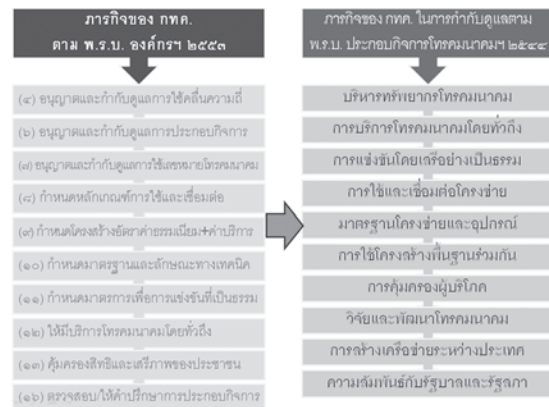 ภารกิจของ กทค.
ตาม พ.ร.บ. องค์กรฯ ๒๕๕๓
(๔) อนุญาตและกำกับดูแลการใช้คลื่นความถี่
(๖) อนุญาตและกำกับดูแลการประกอบกิจการ
(๗) อนุญาตและกำกับดูแลการใช้เลขหมายโทรคมนาคม
(๘) กำหนดหลักเกณฑ์การใช้และเชื่อมต่อ
(๙) กำหนดโครงสร้างอัตราค่าธรรมเนียม+ค่าบริการ
(๑๐) กำหนดมาตรฐานและลักษณะทางเทคนิค
(๑๑) กำหนดมาตรการเพื่อการแข่งขันที่เป็นธรรม
(๑๒) ให้มีบริการโทรคมนาคมโดยทั่วถึง
(๑๓) คุ้มครองสิทธิและเสรีภาพของประชาชน
(๑๖) ตรวจสอบ/ให้คำปรึกษาการประกอบกิจการ
ภารกิจของ กทค. ในการกำกับดูแลตาม
พ.ร.บ. ประกอบกิจการโทรคมนาคมฯ ๒๕๔๔
บริหารทรัพยากรโทรคมนาคม
การบริการโทรคมนาคมโดยทั่วถึง
การแข่งขันโดยเสรีอย่างเป็นธรรม
การใช้และเชื่อมต่อโครงข่าย
มาตรฐานโครงข่ายและอุปกรณ์
การใช้โครงสร้างพื้นฐานร่วมกัน
การคุ้มครองผู้บริโภค
วิจัยและพัฒนาโทรคมนาคม
การสร้างเครือข่ายระหว่างประเทศ
ความสัมพันธ์กับรัฐบาลและรัฐสภา